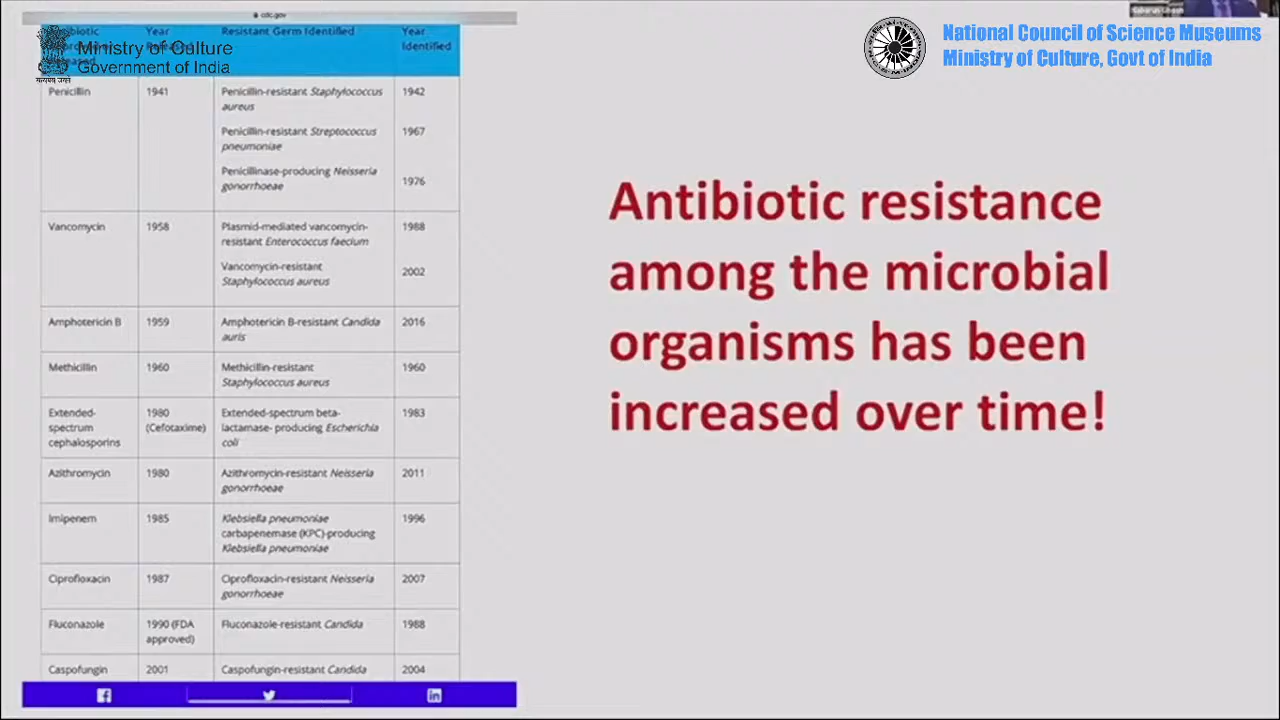 cdc.gov
Ministry of Culture
Government of India
Resistant Germ Identified
Year
Identified
Penicillin 1941 Penicillin-resistant Staphylococcus 1942
aureus
Penicillin-resistant Streptococcus 1967
pneumoniae
Penicillinase-producing Neisseria
gonorrhoeae 1976
Vancomycin 1958 Plasmid-mediated vancomycin- 1988
resistant Enterococcus faecium
Vancomycin-resistant 2002
Staphylococcus aureus
Amphotericin B 1959 Amphotericin B-resistant Candida 2016
auris
Methicillin 1960 Methicillin-resistant 1960
Staphylococcus aureus
Extended- 1980 Extended-spectrum beta- 1983
spectrum (Cefotaxime) lactamase- producing Escherichia
cephalosporins coli
Azithromycin 1980 Azithromycin-resistant Neisseria 2011
gonorrhoeae
Imipenem 1985 Klebsiella pneumoniae 1996
carbapenemase (KPC)-producing
Klebsiella pneumoniae
Ciprofloxacin 1987 Ciprofloxacin-resistant Neisseria 2007
gonorrhoeae
Fluconazole 1990 (FDA Fluconazole-resistant Candida 1988
approved)
Caspofungin 2001 Caspofungin-resistant Candida 2004
National Council of Science Museums
Ministry of Culture, Govt of India
Antibiotic resistance
among the microbial
organisms has been
increased over time!